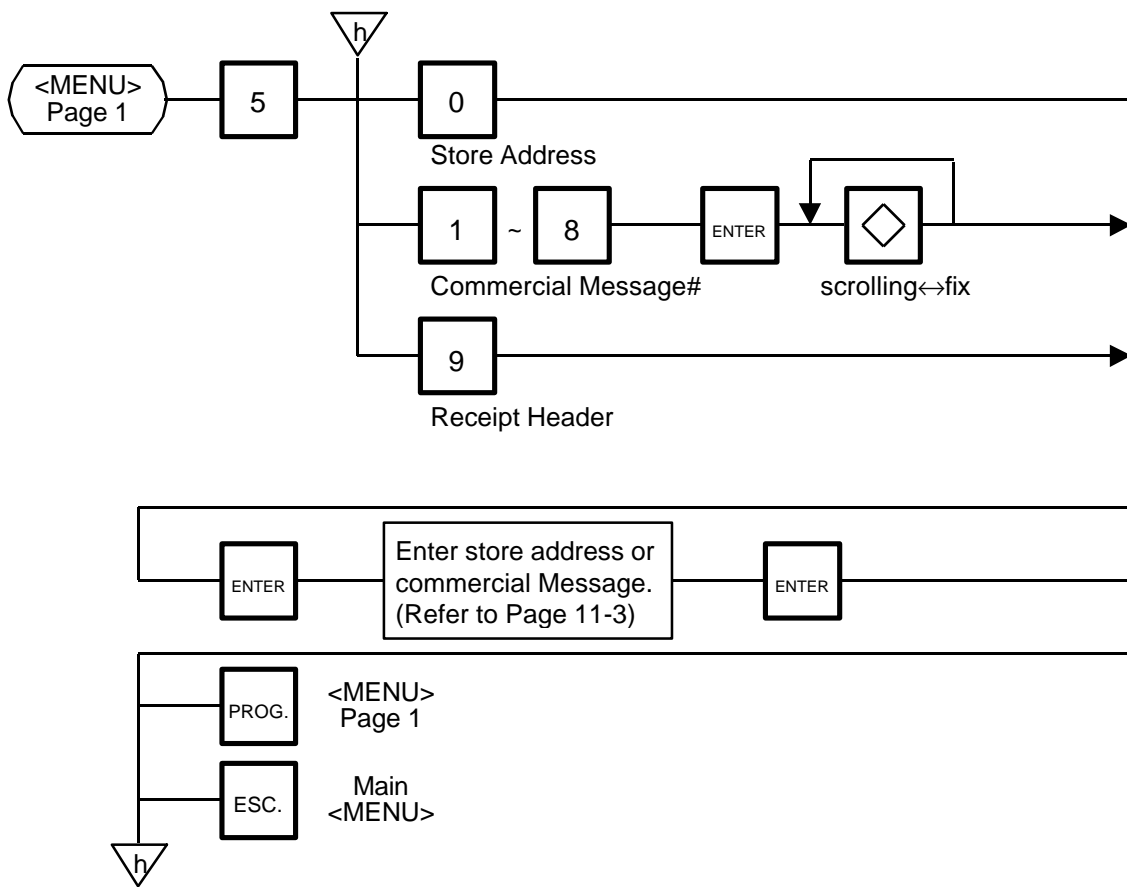 h
<MENU>
Page 1
5
0
Store Address
1 ~ 8 ENTER
Commercial Message# scrolling↔fix
9
Receipt Header
ENTER
Enter store address or
commercial Message.
(Refer to Page 11-3)
ENTER
PROG.
<MENU>
Page 1
ESC.
Main
<MENU>
h